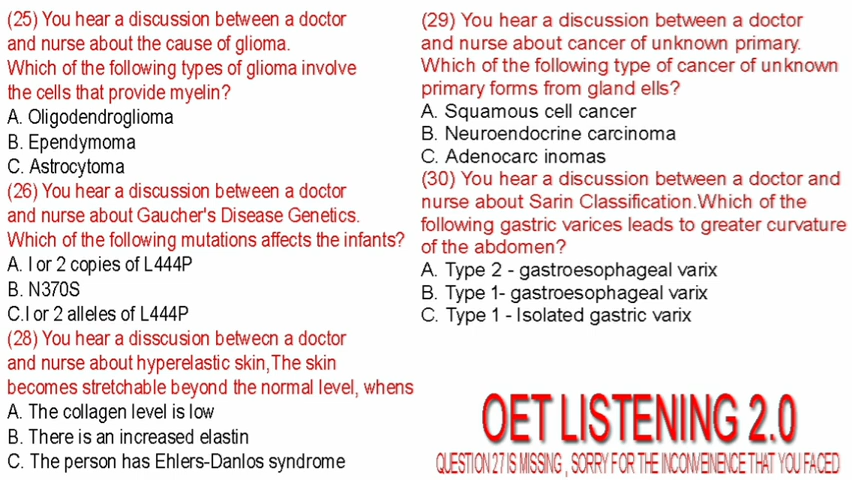 (25) You hear a discussion between a doctor
and nurse about the cause of glioma.
Which of the following types of glioma involve
the cells that provide myelin?
A. Oligodendroglioma
B. Ependymoma
C. Astrocytoma
(26) You hear a discussion between a doctor
and nurse about Gaucher's Disease Genetics.
Which of the following mutations affects the infants?
A. I or 2 copies of L444P
B. N370S
C.I or 2 alleles of L444P
(28) You hear a disscusion betwecn a doctor
and nurse about hyperelastic skin,The skin
becomes stretchable beyond the normal level, whens
A. The collagen level is low
B. There is an increased elastin
C. The person has Ehlers-Danlos syndrome
(29) You hear a discussion between a doctor
and nurse about cancer of unknown primary.
Which of the following type of cancer of unknown
primary forms from gland ells?
A. Squamous cell cancer
B. Neuroendocrine carcinoma
C. Adenocarc inomas
(30) You hear a discussion between a doctor and
nurse about Sarin Classification.Which of the
following gastric varices leads to greater curvature
of the abdomen?
A. Type 2 - gastroesophageal varix
B. Type 1- gastroesophageal varix
C. Type 1 - Isolated gastric varix
OET LISTENING 2.0
QUESTION 27 IS MISSING , SORRY FOR THE INCONVEINENCE THAT YOU FACED